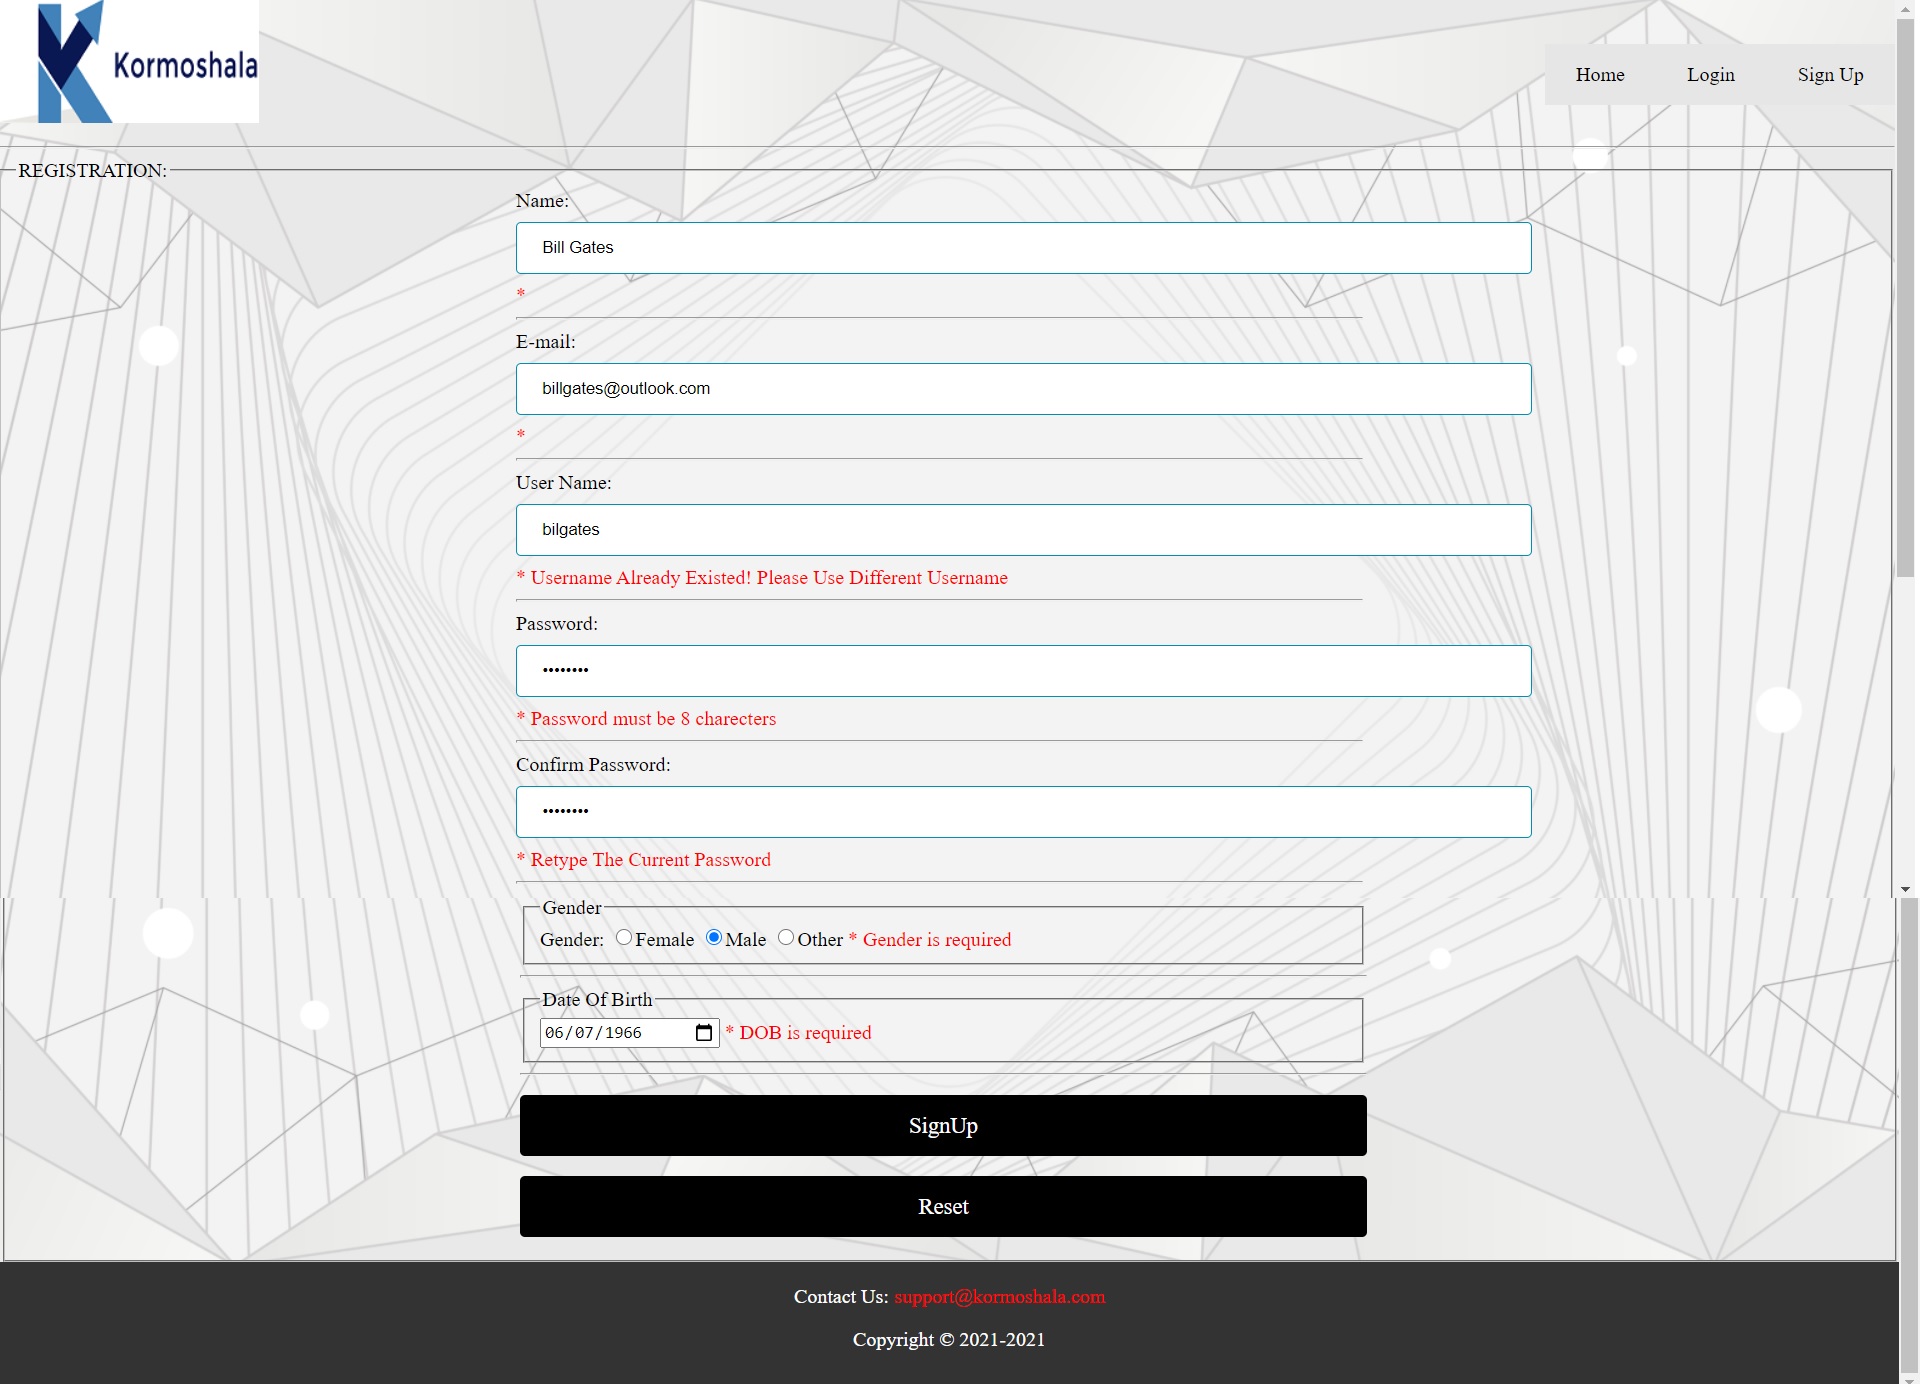 Kormoshala
Home Login Sign Up
REGISTRATION:
Name:
Bill Gates
*
E-mail:
billgates@outlook.com
*
User Name:
bilgates
* Username Already Existed! Please Use Different Username
Password:
••••••••
* Password must be 8 charecters
Confirm Password:
••••••••
* Retype The Current Password
Gender
Gender: Female Male Other * Gender is required
Date Of Birth
06/07/1966 * DOB is required
SignUp
Reset
Contact Us: support@kormoshala.com
Copyright © 2021-2021